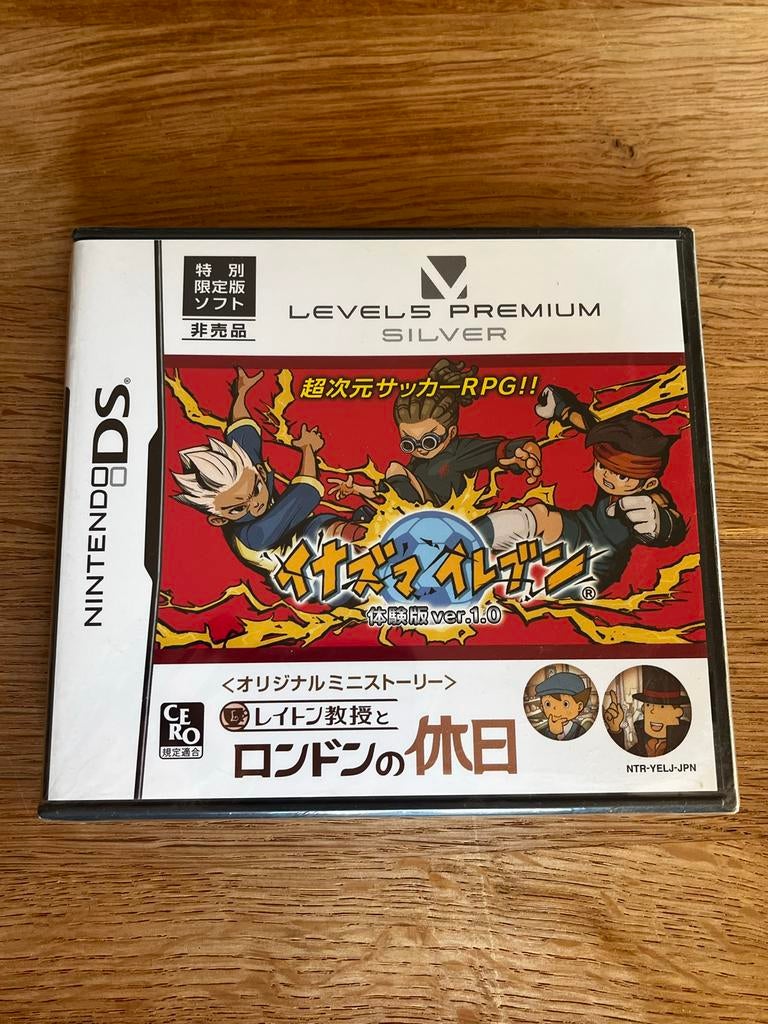 特別
限定版
ソフト
非売品
LEVEL5 PREMIUM
SILVER
NINTENDODS®
超次元サッカーRPG!!
イナズマイレブン®
体験版 ver.1.0
<オリジナルミニストーリー>
L レイトン教授と
ロンドンの休日
CERO
規定適合
NTR-YELJ-JPN